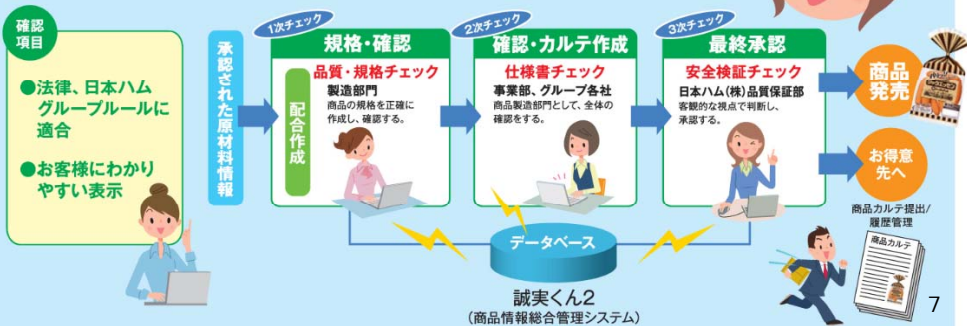 確認
項目
●法律、日本ハム
グループルールに
適合
●お客様にわかり
やすい表示
承認された原材料情報
1次チェック
規格・確認
品質・規格チェック
配合作成
製造部門
商品の規格を正確に
作成し、確認する。
2次チェック
確認・カルテ作成
仕様書チェック
事業部、グループ各社
商品製造部門として、全体の
確認をする。
3次チェック
最終承認
安全検証チェック
日本ハム(株)品質保証部
客観的な視点で判断し、
承認する。
商品
発売
お得意
先へ
商品カルテ提出/
履歴管理
商品カルテ
データベース
誠実くん2
(商品情報総合管理システム)
7